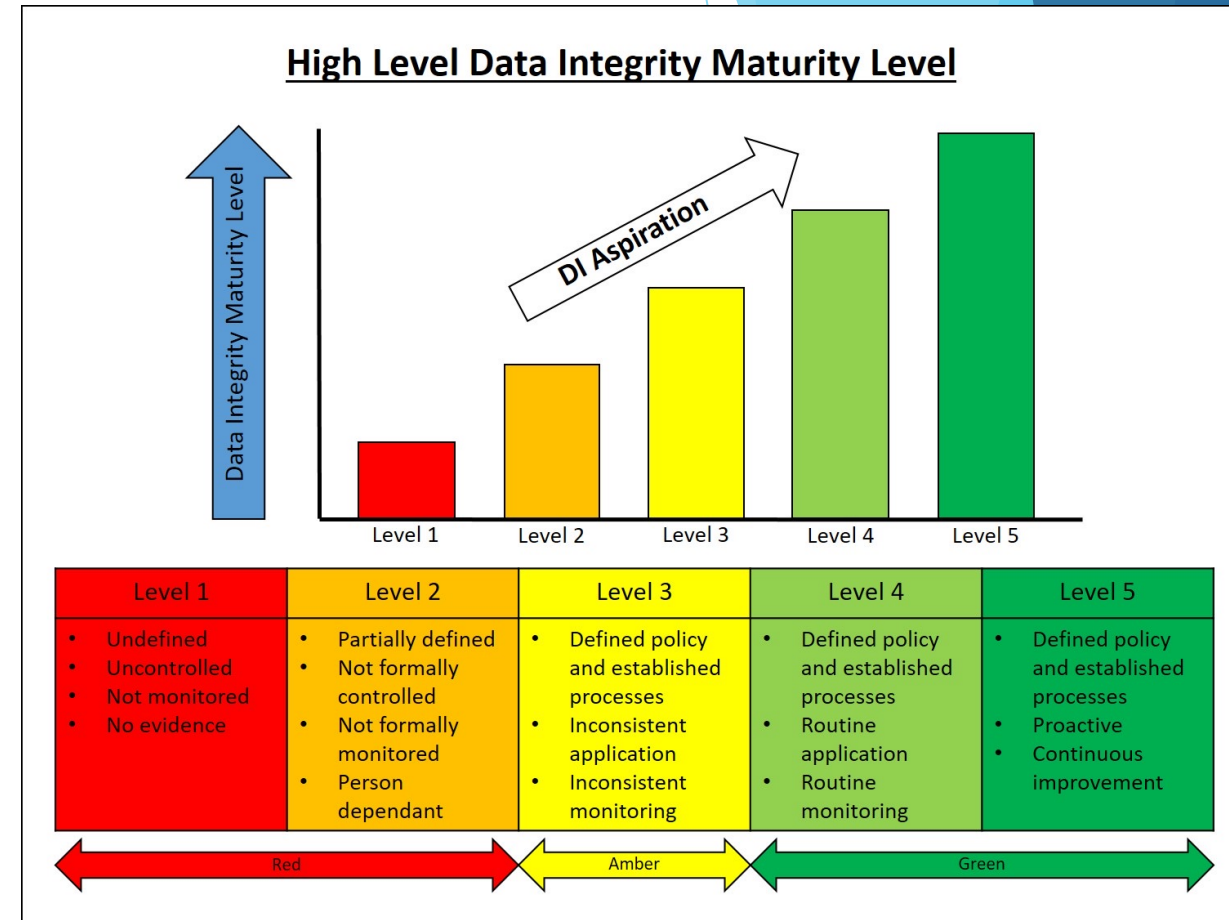 High Level Data Integrity Maturity Level
Data Integrity Maturity Level
DI Aspiration
Level 1
Level 2
Level 3
Level 4
Level 5
Level 1
• Undefined
• Uncontrolled
• Not monitored
• No evidence
Level 2
• Partially defined
• Not formally
controlled
• Not formally
monitored
• Person
dependant
Level 3
• Defined policy
and established
processes
• Inconsistent
application
• Inconsistent
monitoring
Level 4
• Defined policy
and established
processes
• Routine
application
• Routine
monitoring
Level 5
• Defined policy
and established
processes
• Proactive
• Continuous
improvement
Red
Amber
Green